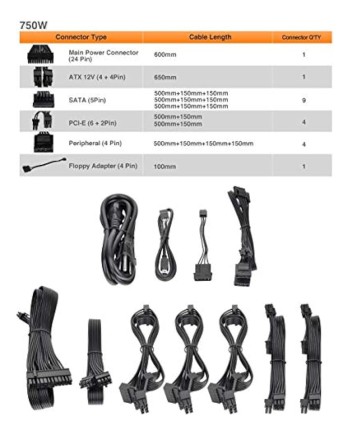 750W
Connector Type Cable Length Connector Q'TY
Main Power Connector
(24 Pin) 600mm 1
ATX 12V (4 + 4Pin) 650mm 1
500mm+150mm+150mm
SATA (5Pin) 500mm+150mm+150mm 9
500mm+150mm+150mm
PCI-E (6 + 2Pin) 500mm+150mm 4
500mm+150mm
Peripheral (4 Pin) 500mm+150mm+150mm+150mm 4
Floppy Adapter (4 Pin) 100mm 1